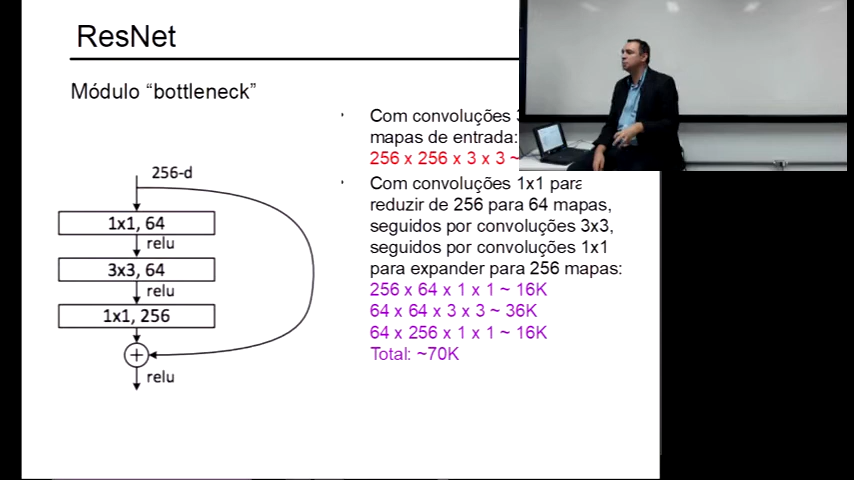 ResNet
Módulo “bottleneck”
256-d
1x1, 64
relu
3x3, 64
relu
1x1, 256
relu
Com convoluções
mapas de entrada:
256 x 256 x 3 x 3 ~
Com convoluções 1x1 para
reduzir de 256 para 64 mapas,
seguidos por convoluções 3x3,
seguidos por convoluções 1x1
para expander para 256 mapas:
256 x 64 x 1 x 1 ~ 16K
64 x 64 x 3 x 3 ~ 36K
64 x 256 x 1 x 1 ~ 16K
Total: ~70K